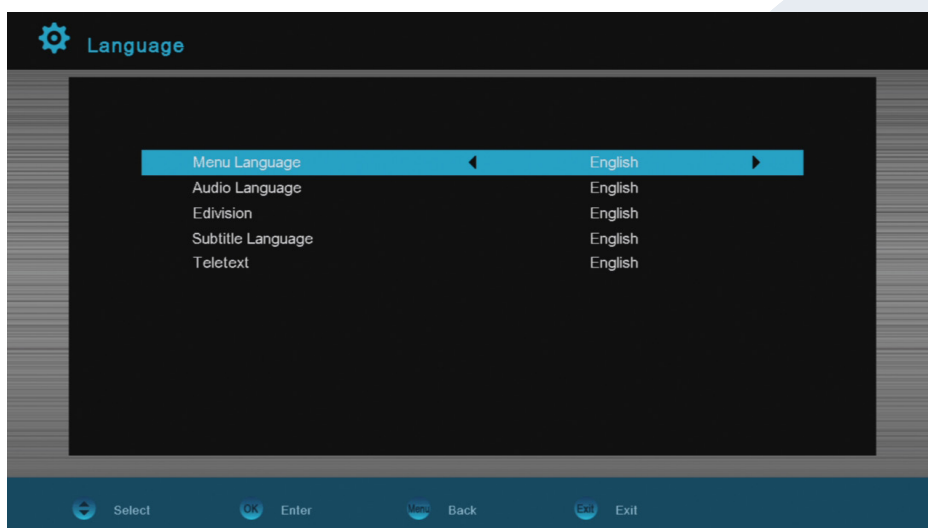 Language
Menu Language English
Audio Language English
Edivision English
Subtitle Language English
Teletext English
Select OK Enter Menu Back Exit Exit